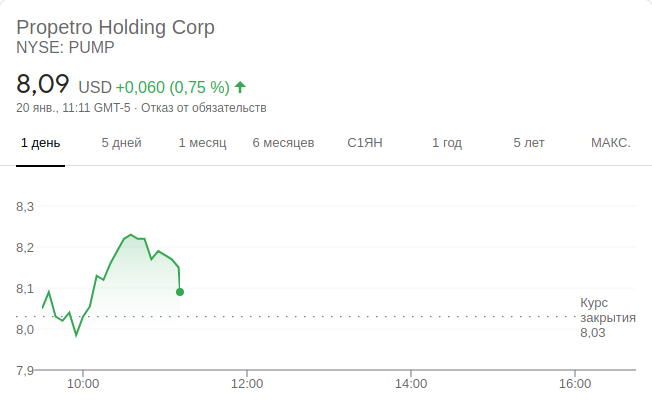 Propetro Holding Corp
NYSE: PUMP
8,09 USD +0,060 (0,75 %)
20 янв., 11:11 GMT-5 · Отказ от обязательств
1 день 5 дней 1 месяц 6 месяцев С1ЯН 1 год 5 лет МАКС.
8,3
8,2
8,1
Курс
закрытия
8,03
8,0
7,9
10:00 12:00 14:00 16:00